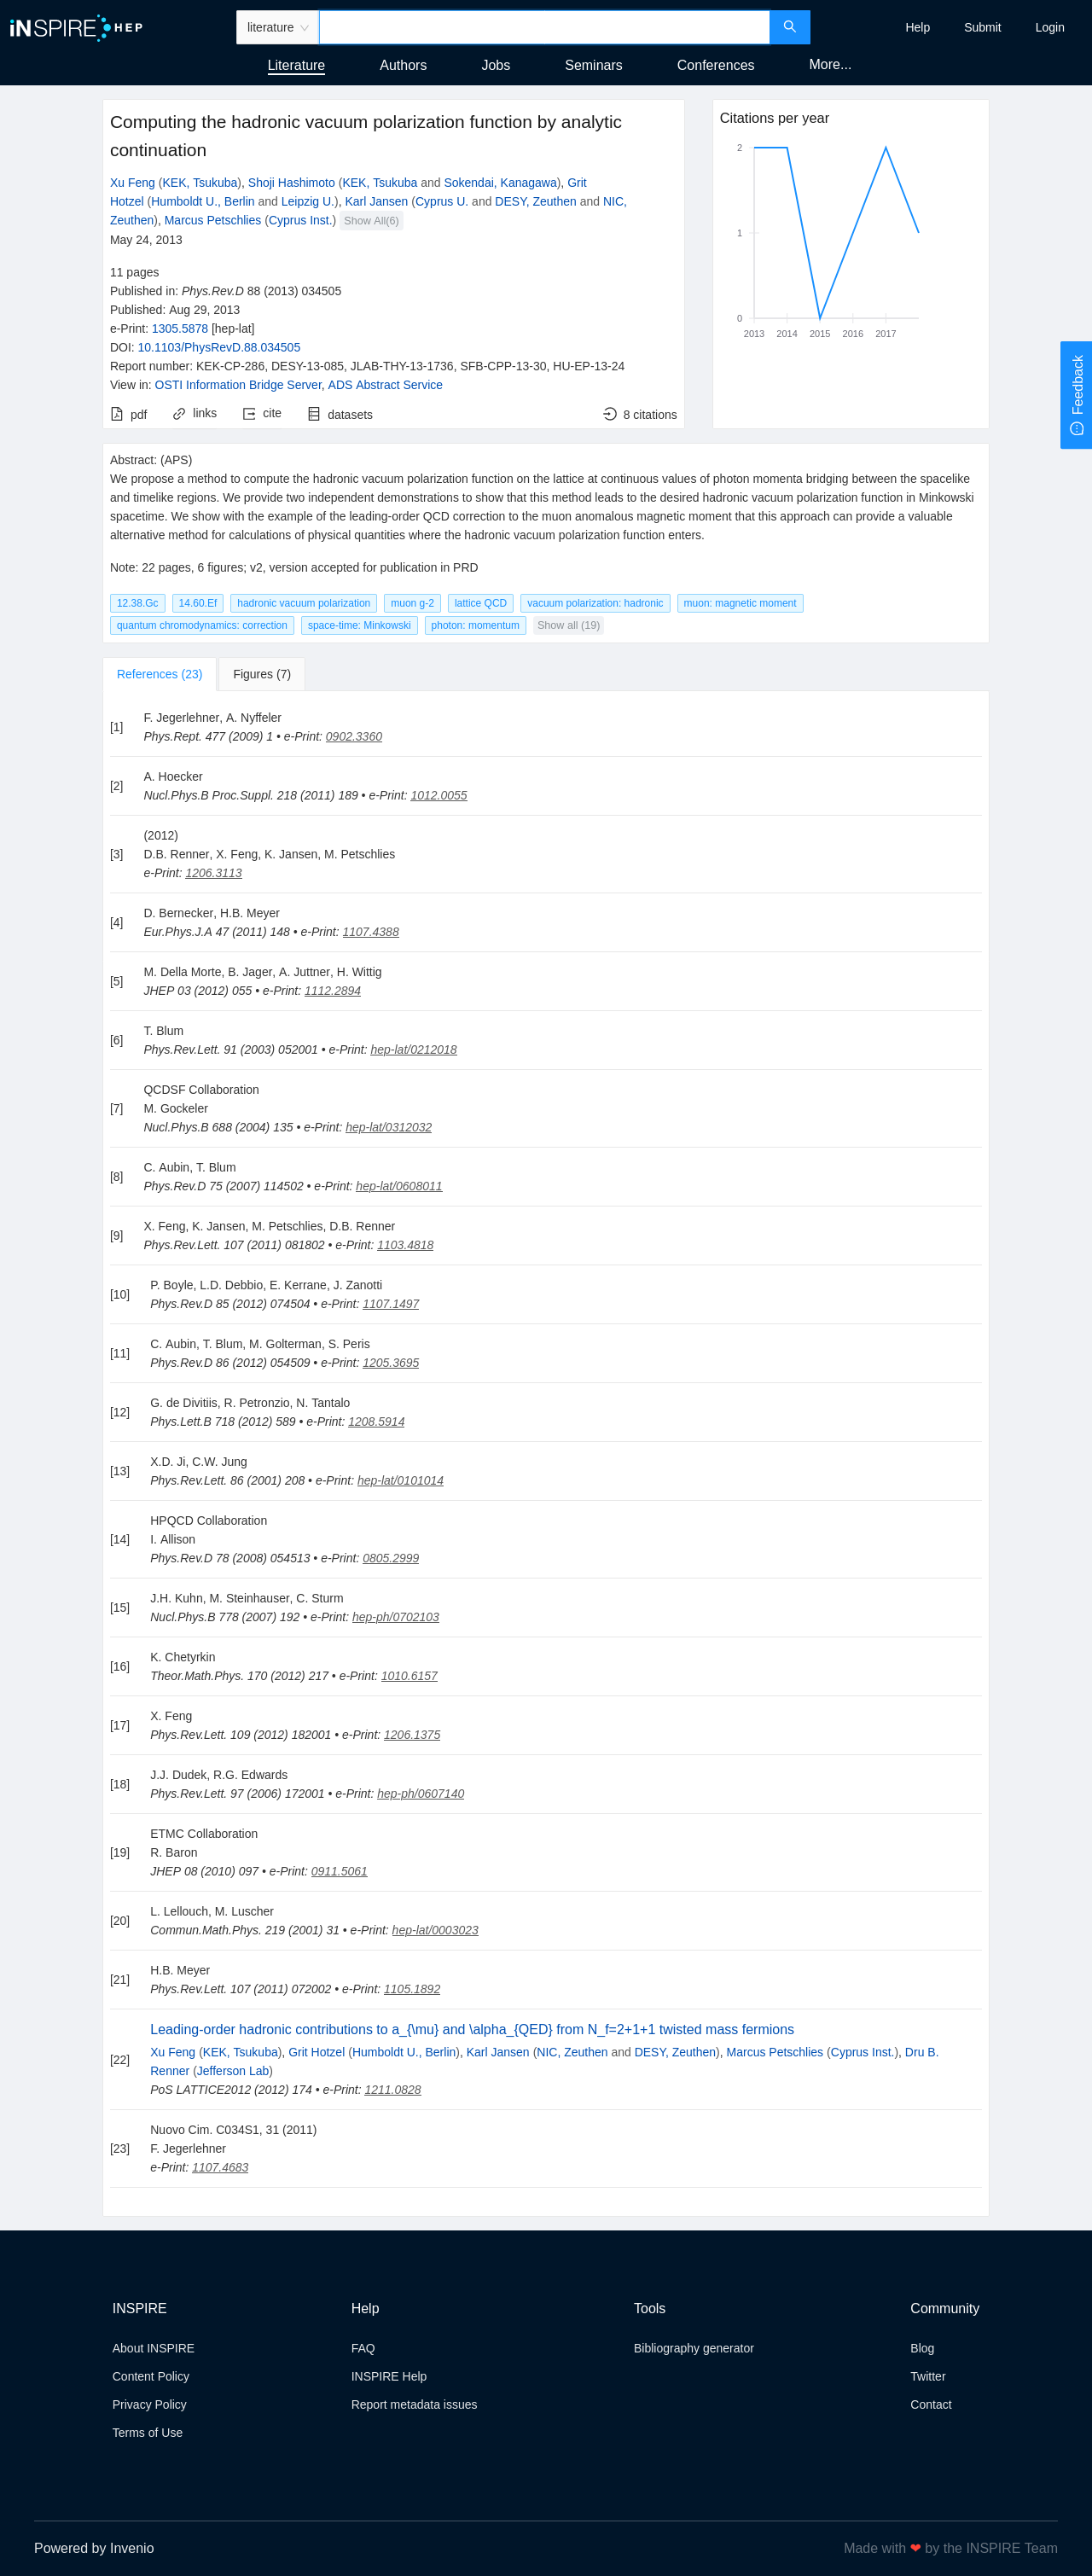 INSPIRE HEP
literature
Help
Submit
Login
Literature
Authors
Jobs
Seminars
Conferences
More...
Computing the hadronic vacuum polarization function by analytic
continuation
Xu Feng (KEK, Tsukuba), Shoji Hashimoto (KEK, Tsukuba and Sokendai, Kanagawa), Grit
Hotzel (Humboldt U., Berlin and Leipzig U.), Karl Jansen (Cyprus U. and DESY, Zeuthen and NIC,
Zeuthen), Marcus Petschlies (Cyprus Inst.) Show All(6)
May 24, 2013
11 pages
Published in: Phys.Rev.D 88 (2013) 034505
Published: Aug 29, 2013
e-Print: 1305.5878 [hep-lat]
DOI: 10.1103/PhysRevD.88.034505
Report number: KEK-CP-286, DESY-13-085, JLAB-THY-13-1736, SFB-CPP-13-30, HU-EP-13-24
View in: OSTI Information Bridge Server, ADS Abstract Service
pdf
links
cite
datasets
8 citations
Citations per year
2
1
0
2013
2014
2015
2016
2017
Feedback
Abstract: (APS)
We propose a method to compute the hadronic vacuum polarization function on the lattice at continuous values of photon momenta bridging between the spacelike
and timelike regions. We provide two independent demonstrations to show that this method leads to the desired hadronic vacuum polarization function in Minkowski
spacetime. We show with the example of the leading-order QCD correction to the muon anomalous magnetic moment that this approach can provide a valuable
alternative method for calculations of physical quantities where the hadronic vacuum polarization function enters.
Note: 22 pages, 6 figures; v2, version accepted for publication in PRD
12.38.Gc
14.60.Ef
hadronic vacuum polarization
muon g-2
lattice QCD
vacuum polarization: hadronic
muon: magnetic moment
quantum chromodynamics: correction
space-time: Minkowski
photon: momentum
Show all (19)
References (23)
Figures (7)
[1]
F. Jegerlehner, A. Nyffeler
Phys.Rept. 477 (2009) 1 • e-Print: 0902.3360
[2]
A. Hoecker
Nucl.Phys.B Proc.Suppl. 218 (2011) 189 • e-Print: 1012.0055
[3]
(2012)
D.B. Renner, X. Feng, K. Jansen, M. Petschlies
e-Print: 1206.3113
[4]
D. Bernecker, H.B. Meyer
Eur.Phys.J.A 47 (2011) 148 • e-Print: 1107.4388
[5]
M. Della Morte, B. Jager, A. Juttner, H. Wittig
JHEP 03 (2012) 055 • e-Print: 1112.2894
[6]
T. Blum
Phys.Rev.Lett. 91 (2003) 052001 • e-Print: hep-lat/0212018
[7]
QCDSF Collaboration
M. Gockeler
Nucl.Phys.B 688 (2004) 135 • e-Print: hep-lat/0312032
[8]
C. Aubin, T. Blum
Phys.Rev.D 75 (2007) 114502 • e-Print: hep-lat/0608011
[9]
X. Feng, K. Jansen, M. Petschlies, D.B. Renner
Phys.Rev.Lett. 107 (2011) 081802 • e-Print: 1103.4818
[10]
P. Boyle, L.D. Debbio, E. Kerrane, J. Zanotti
Phys.Rev.D 85 (2012) 074504 • e-Print: 1107.1497
[11]
C. Aubin, T. Blum, M. Golterman, S. Peris
Phys.Rev.D 86 (2012) 054509 • e-Print: 1205.3695
[12]
G. de Divitiis, R. Petronzio, N. Tantalo
Phys.Lett.B 718 (2012) 589 • e-Print: 1208.5914
[13]
X.D. Ji, C.W. Jung
Phys.Rev.Lett. 86 (2001) 208 • e-Print: hep-lat/0101014
[14]
HPQCD Collaboration
I. Allison
Phys.Rev.D 78 (2008) 054513 • e-Print: 0805.2999
[15]
J.H. Kuhn, M. Steinhauser, C. Sturm
Nucl.Phys.B 778 (2007) 192 • e-Print: hep-ph/0702103
[16]
K. Chetyrkin
Theor.Math.Phys. 170 (2012) 217 • e-Print: 1010.6157
[17]
X. Feng
Phys.Rev.Lett. 109 (2012) 182001 • e-Print: 1206.1375
[18]
J.J. Dudek, R.G. Edwards
Phys.Rev.Lett. 97 (2006) 172001 • e-Print: hep-ph/0607140
[19]
ETMC Collaboration
R. Baron
JHEP 08 (2010) 097 • e-Print: 0911.5061
[20]
L. Lellouch, M. Luscher
Commun.Math.Phys. 219 (2001) 31 • e-Print: hep-lat/0003023
[21]
H.B. Meyer
Phys.Rev.Lett. 107 (2011) 072002 • e-Print: 1105.1892
[22]
Leading-order hadronic contributions to a_{\mu} and \alpha_{QED} from N_f=2+1+1 twisted mass fermions
Xu Feng (KEK, Tsukuba), Grit Hotzel (Humboldt U., Berlin), Karl Jansen (NIC, Zeuthen and DESY, Zeuthen), Marcus Petschlies (Cyprus Inst.), Dru B.
Renner (Jefferson Lab)
PoS LATTICE2012 (2012) 174 • e-Print: 1211.0828
[23]
Nuovo Cim. C034S1, 31 (2011)
F. Jegerlehner
e-Print: 1107.4683
INSPIRE
About INSPIRE
Content Policy
Privacy Policy
Terms of Use
Help
FAQ
INSPIRE Help
Report metadata issues
Tools
Bibliography generator
Community
Blog
Twitter
Contact
Powered by Invenio
Made with ❤ by the INSPIRE Team